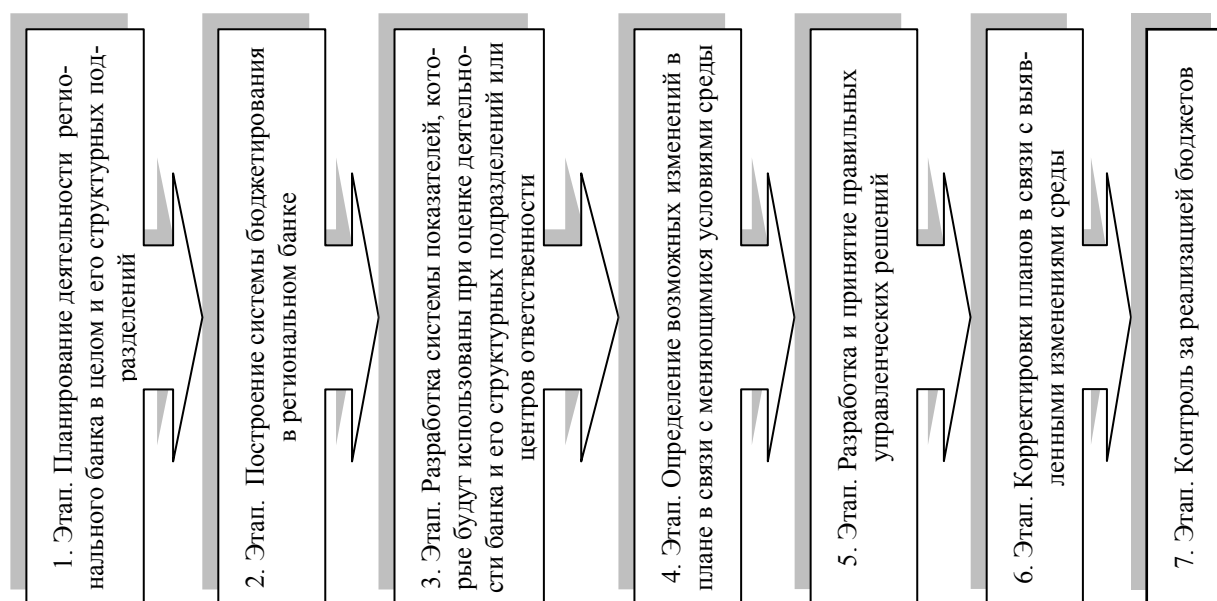 1. Этап. Планирование деятельности регио-
нального банка в целом и его структурных под-
разделений
2. Этап. Построение системы бюджетирования
в региональном банке
3. Этап. Разработка системы показателей, кото-
рые будут использованы при оценке деятельно-
сти банка и его структурных подразделений или
центров ответственности
4. Этап. Определение возможных изменений в
плане в связи с меняющимися условиями среды
5. Этап. Разработка и принятие правильных
управленческих решений
6. Этап. Корректировки планов в связи с выяв-
ленными изменениями среды
7. Этап. Контроль за реализацией бюджетов